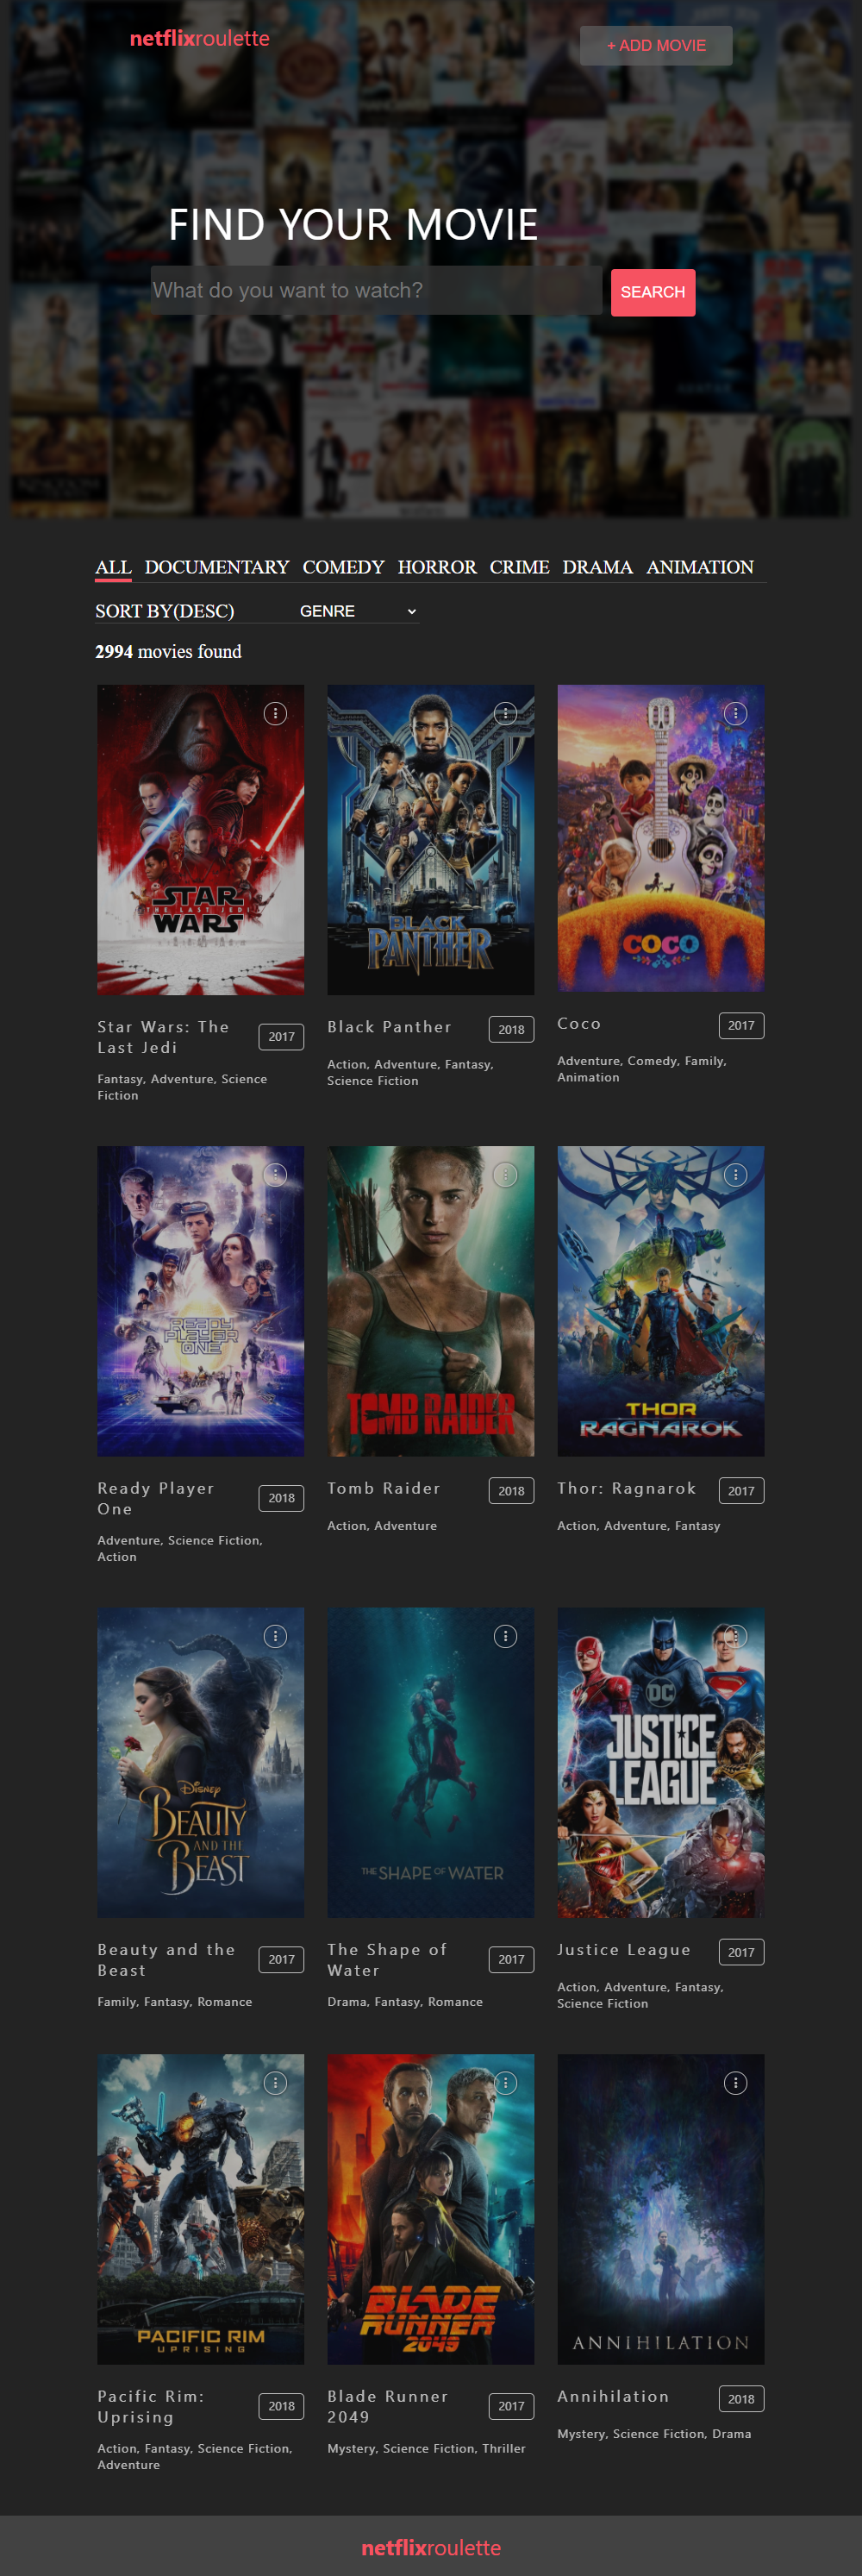 netflixroulette
+ ADD MOVIE
FIND YOUR MOVIE
What do you want to watch?
SEARCH
ALL DOCUMENTARY COMEDY HORROR CRIME DRAMA ANIMATION
SORT BY(DESC) GENRE
2994 movies found
STAR
THE LAST JEDI
WARS
BLACK
PANTHER
COCO
Star Wars: The
Last Jedi
2017
Fantasy, Adventure, Science
Fiction
Black Panther
2018
Action, Adventure, Fantasy,
Science Fiction
Coco
2017
Adventure, Comedy, Family,
Animation
READY
PLAYER
ONE
TOMB RAIDER
THOR
RAGNAROK
Ready Player
One
2018
Adventure, Science Fiction,
Action
Tomb Raider
2018
Action, Adventure
Thor: Ragnarok
2017
Action, Adventure, Fantasy
Disney
BEAUTY
AND THE
BEAST
THE SHAPE OF WATER
DC
JUSTICE
LEAGUE
Beauty and the
Beast
2017
Family, Fantasy, Romance
The Shape of
Water
2017
Drama, Fantasy, Romance
Justice League
2017
Action, Adventure, Fantasy,
Science Fiction
PACIFIC RIM
UPRISING
BLADE
RUNNER
2049
ANNIHILATION
Pacific Rim:
Uprising
2018
Action, Fantasy, Science Fiction,
Adventure
Blade Runner
2049
2017
Mystery, Science Fiction, Thriller
Annihilation
2018
Mystery, Science Fiction, Drama
netflixroulette